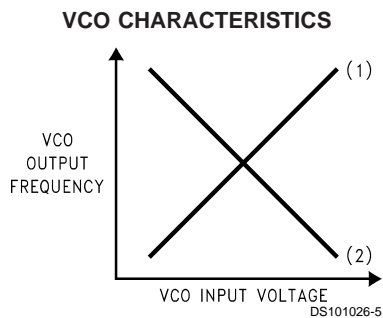 VCO CHARACTERISTICS
(1)
VCO
OUTPUT
FREQUENCY
(2)
VCO INPUT VOLTAGE
DS101026-5